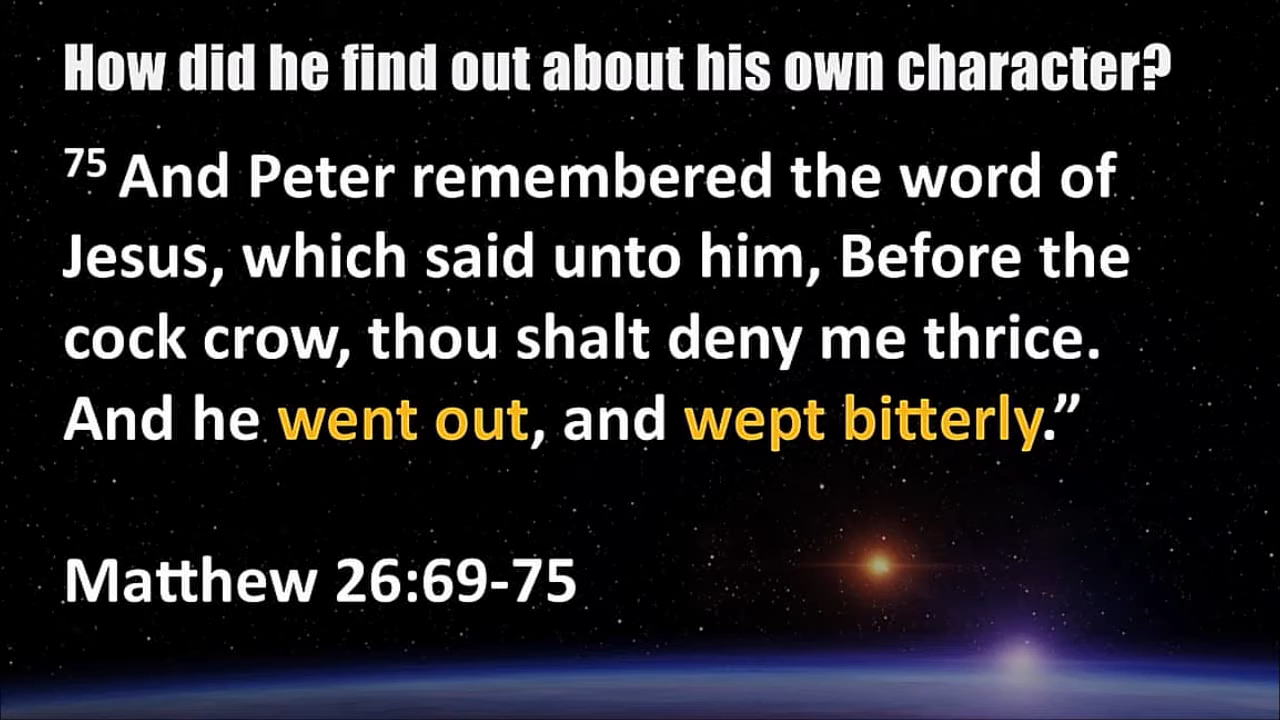 How did he find out about his own character?
75 And Peter remembered the word of
Jesus, which said unto him, Before the
cock crow, thou shalt deny me thrice.
And he went out, and wept bitterly.”
Matthew 26:69-75